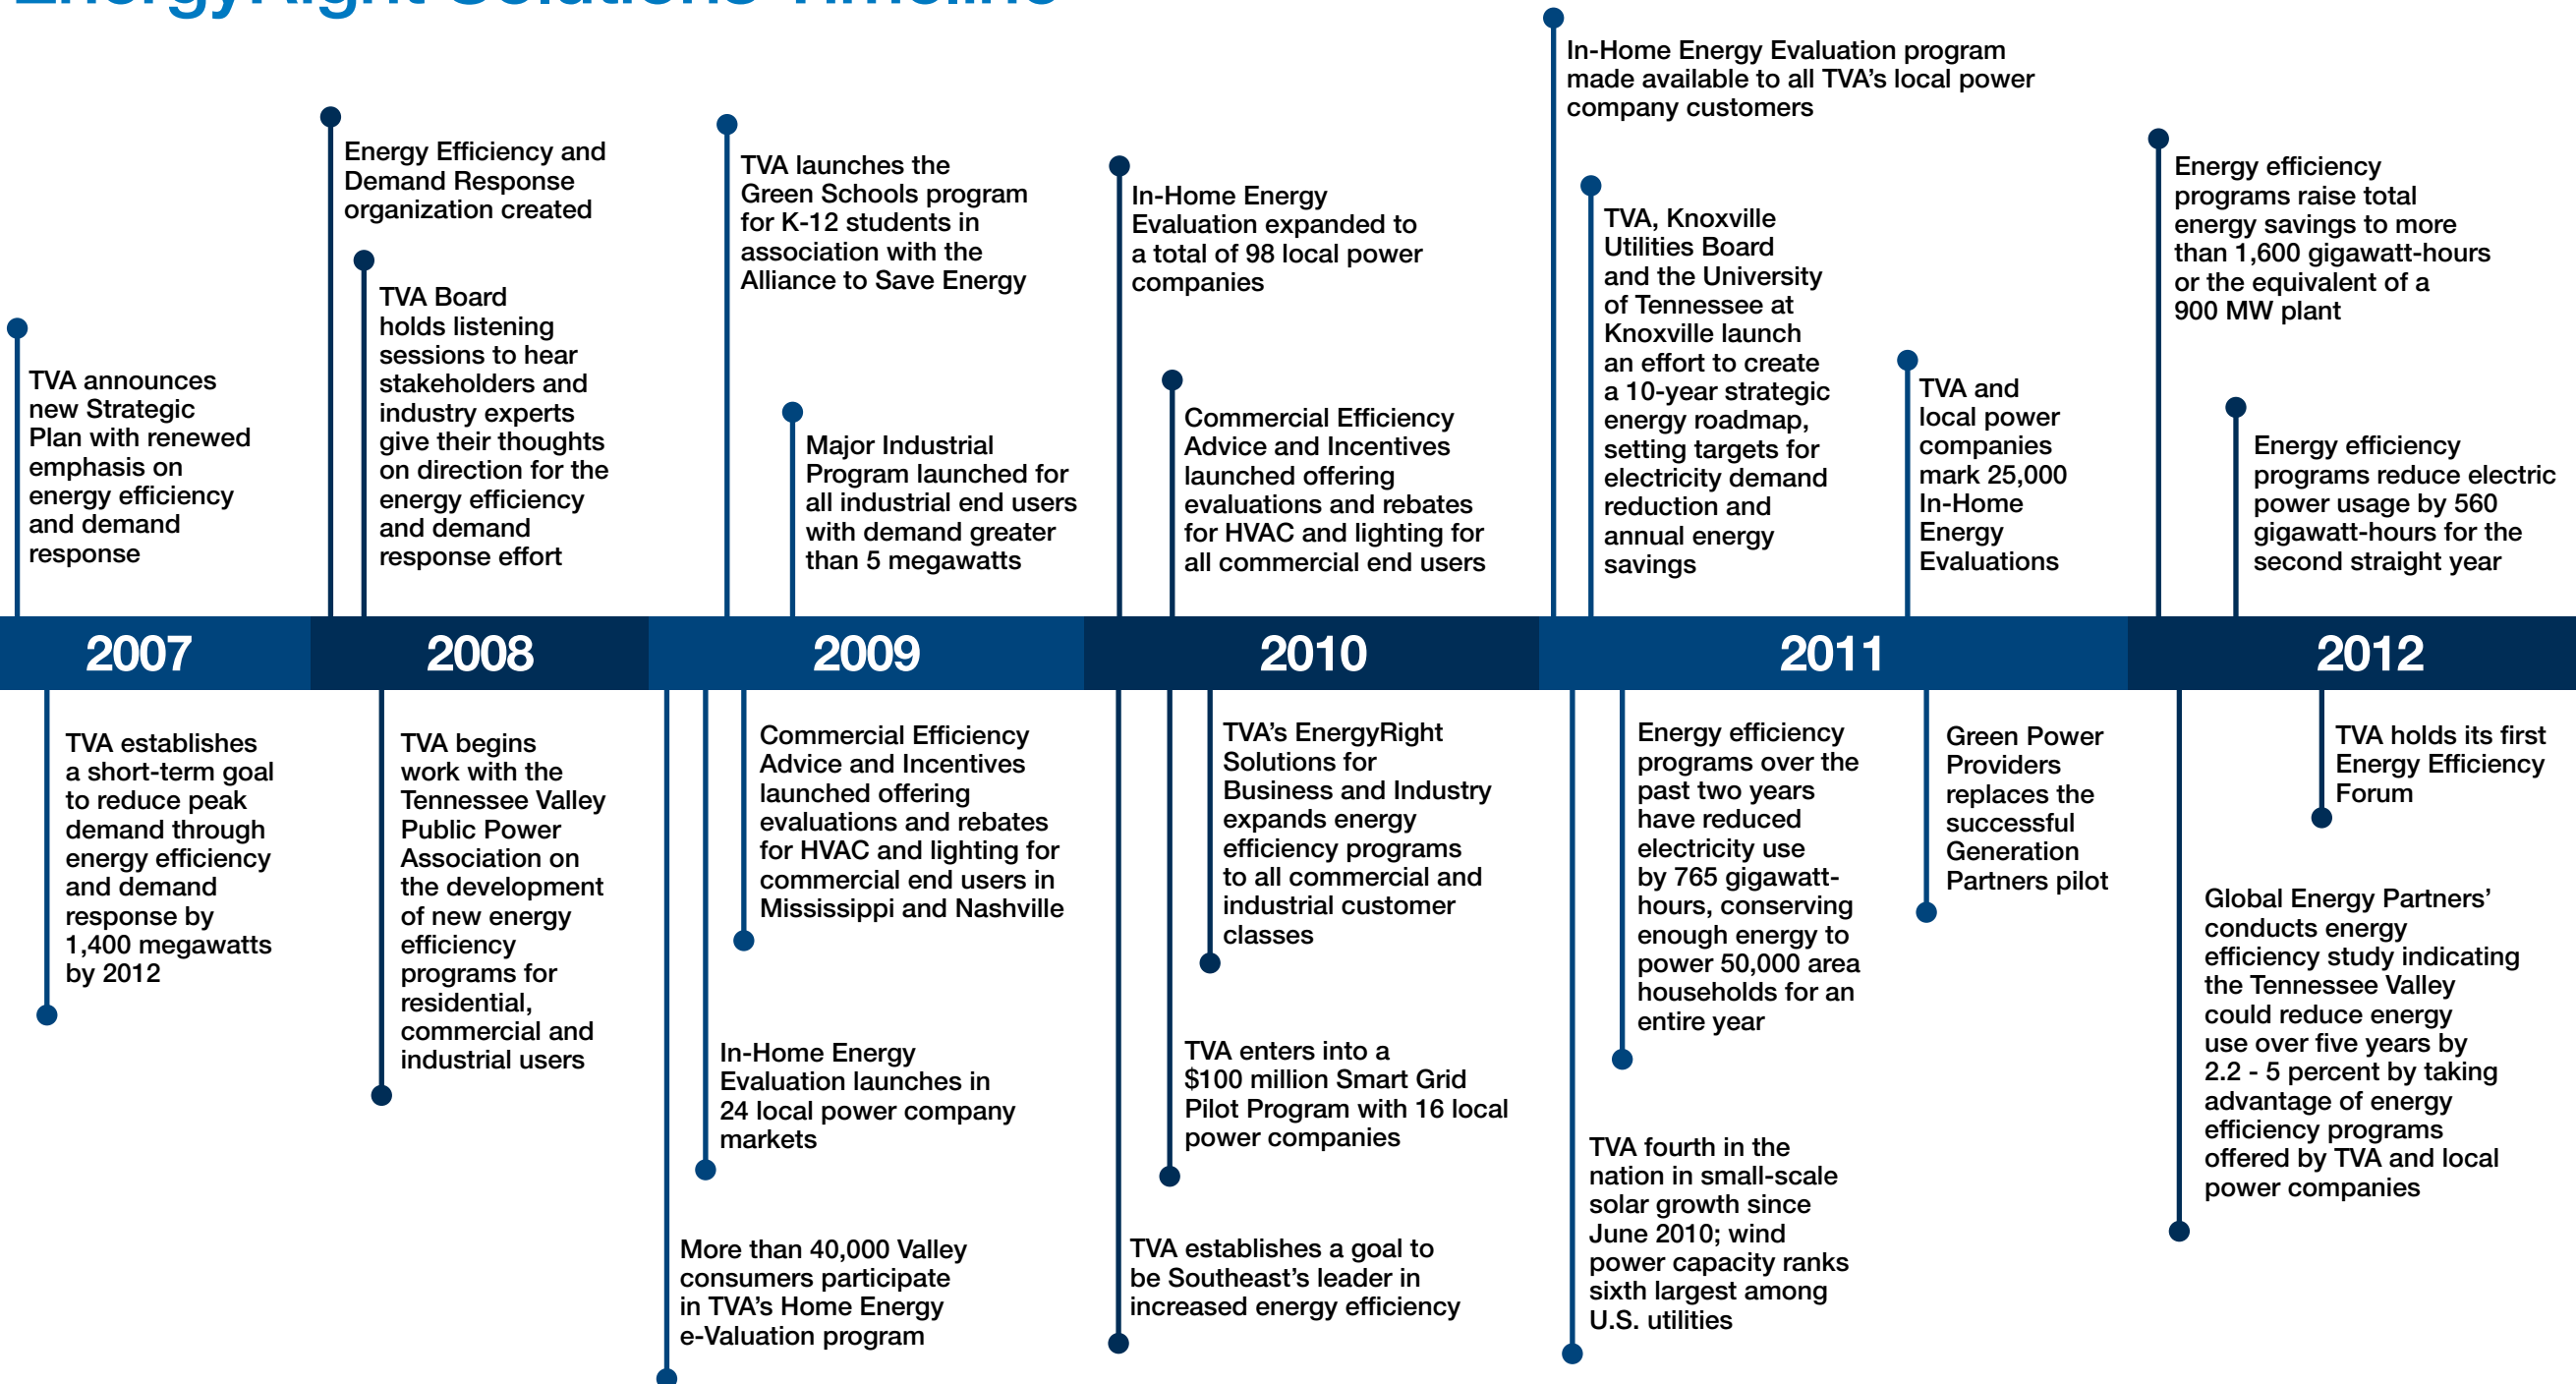 EnergyRight Solutions Timeline
TVA announces
new Strategic
Plan with renewed
emphasis on
energy efficiency
and demand
response
Energy Efficiency and
Demand Response
organization created
TVA Board
holds listening
sessions to hear
stakeholders and
industry experts
give their thoughts
on direction for the
energy efficiency
and demand
response effort
TVA launches the
Green Schools program
for K-12 students in
association with the
Alliance to Save Energy
Major Industrial
Program launched for
all industrial end users
with demand greater
than 5 megawatts
In-Home Energy
Evaluation expanded to
a total of 98 local power
companies
Commercial Efficiency
Advice and Incentives
launched offering
evaluations and rebates
for HVAC and lighting for
all commercial end users
In-Home Energy Evaluation program
made available to all TVA’s local power
company customers
TVA, Knoxville
Utilities Board
and the University
of Tennessee at
Knoxville launch
an effort to create
a 10-year strategic
energy roadmap,
setting targets for
electricity demand
reduction and
annual energy
savings
TVA and
local power
companies
mark 25,000
In-Home
Energy
Evaluations
Energy efficiency
programs raise total
energy savings to more
than 1,600 gigawatt-hours
or the equivalent of a
900 MW plant
Energy efficiency
programs reduce electric
power usage by 560
gigawatt-hours for the
second straight year
2007 2008 2009 2010 2011 2012
TVA establishes
a short-term goal
to reduce peak
demand through
energy efficiency
and demand
response by
1,400 megawatts
by 2012
TVA begins
work with the
Tennessee Valley
Public Power
Association on
the development
of new energy
efficiency
programs for
residential,
commercial and
industrial users
Commercial Efficiency
Advice and Incentives
launched offering
evaluations and rebates
for HVAC and lighting for
commercial end users in
Mississippi and Nashville
In-Home Energy
Evaluation launches in
24 local power company
markets
More than 40,000 Valley
consumers participate
in TVA’s Home Energy
e-Valuation program
TVA’s EnergyRight
Solutions for
Business and Industry
expands energy
efficiency programs
to all commercial and
industrial customer
classes
TVA enters into a
$100 million Smart Grid
Pilot Program with 16 local
power companies
TVA establishes a goal to
be Southeast’s leader in
increased energy efficiency
Energy efficiency
programs over the
past two years
have reduced
electricity use
by 765 gigawatt-
hours, conserving
enough energy to
power 50,000 area
households for an
entire year
TVA fourth in the
nation in small-scale
solar growth since
June 2010; wind
power capacity ranks
sixth largest among
U.S. utilities
Green Power
Providers
replaces the
successful
Generation
Partners pilot
TVA holds its first
Energy Efficiency
Forum
Global Energy Partners’
conducts energy
efficiency study indicating
the Tennessee Valley
could reduce energy
use over five years by
2.2 - 5 percent by taking
advantage of energy
efficiency programs
offered by TVA and local
power companies